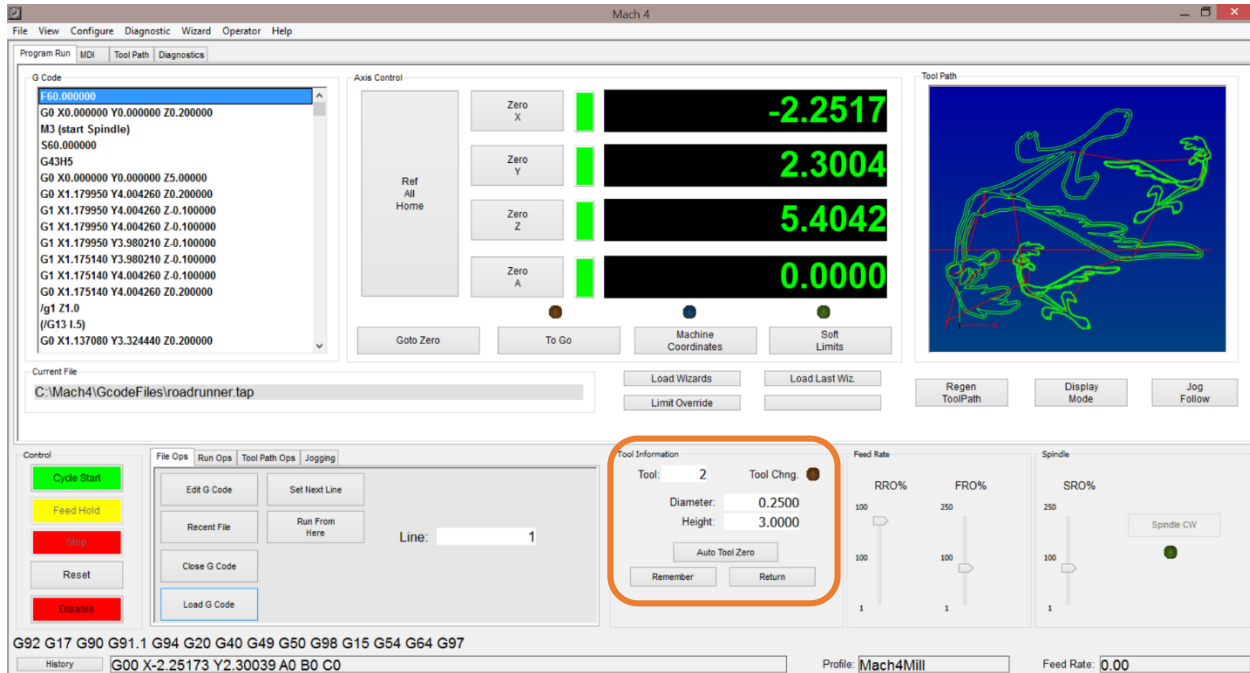 Mach 4
File View Configure Diagnostic Wizard Operator Help
Program Run MDI Tool Path Diagnostics
G Code
F60.000000
G0 X0.000000 Y0.000000 Z0.200000
M3 (start Spindle)
S60.000000
G43H5
G0 X0.000000 Y0.000000 Z5.00000
G0 X1.179950 Y4.004260 Z0.200000
G1 X1.179950 Y4.004260 Z-0.100000
G1 X1.179950 Y4.004260 Z-0.100000
G1 X1.179950 Y3.980210 Z-0.100000
G1 X1.175140 Y3.980210 Z-0.100000
G1 X1.175140 Y4.004260 Z-0.100000
G0 X1.175140 Y4.004260 Z0.200000
/g1 Z1.0
(/G13 I.5)
G0 X1.137080 Y3.324440 Z0.200000
Axis Control
Ref
All
Home
Zero
X
-2.2517
Zero
Y
2.3004
Zero
Z
5.4042
Zero
A
0.0000
Goto Zero
To Go
Machine
Coordinates
Soft
Limits
Tool Path
Current File
C:\Mach4\GcodeFiles\roadrunner.tap
Load Wizards
Load Last Wiz.
Limit Override
Regen
ToolPath
Display
Mode
Jog
Follow
Control
Cycle Start
Feed Hold
Stop
Reset
Disable
File Ops Run Ops Tool Path Ops Jogging
Edit G Code
Set Next Line
Recent File
Run From
Here
Close G Code
Load G Code
Line: 1
Tool Information
Tool: 2 Tool Chng.
Diameter: 0.2500
Height: 3.0000
Auto Tool Zero
Remember Return
Feed Rate
RRO% FRO%
100 250
100 100
1 1
Spindle
SRO%
250
100
1
Spindle CW
G92 G17 G90 G91.1 G94 G20 G40 G49 G50 G98 G15 G54 G64 G97
History G00 X-2.25173 Y2.30039 A0 B0 C0 Profile: Mach4Mill Feed Rate: 0.00